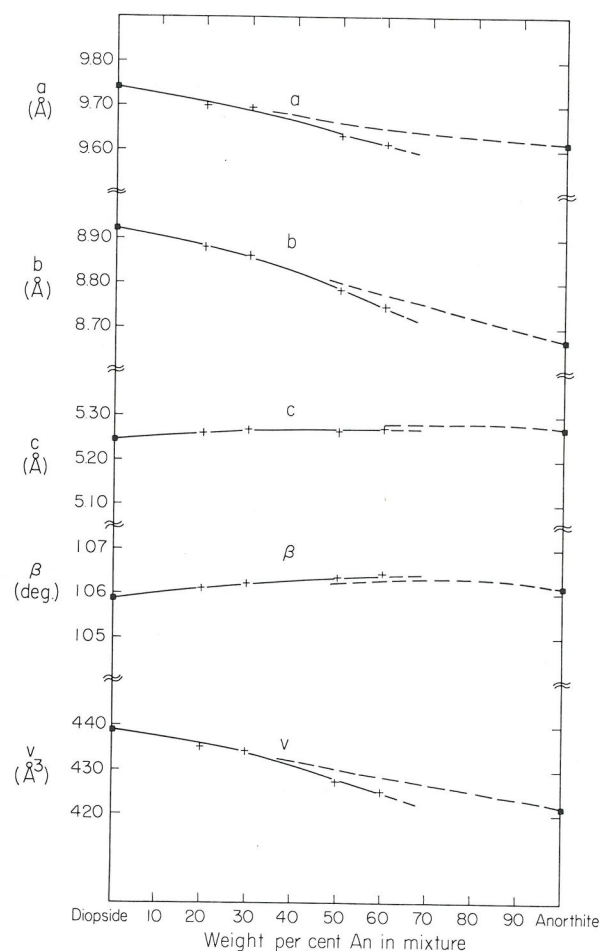 9.80
a
(Å)
9.70
a
9.60
8.90
b
b
(Å)
8.80
8.70
5.30
c
c
(Å)
5.20
5.10
107
β
β
(deg.)
106
105
440
v
v
(Å³)
430
420
Diopside 10 20 30 40 50 60 70 80 90 Anorthite
Weight per cent An in mixture